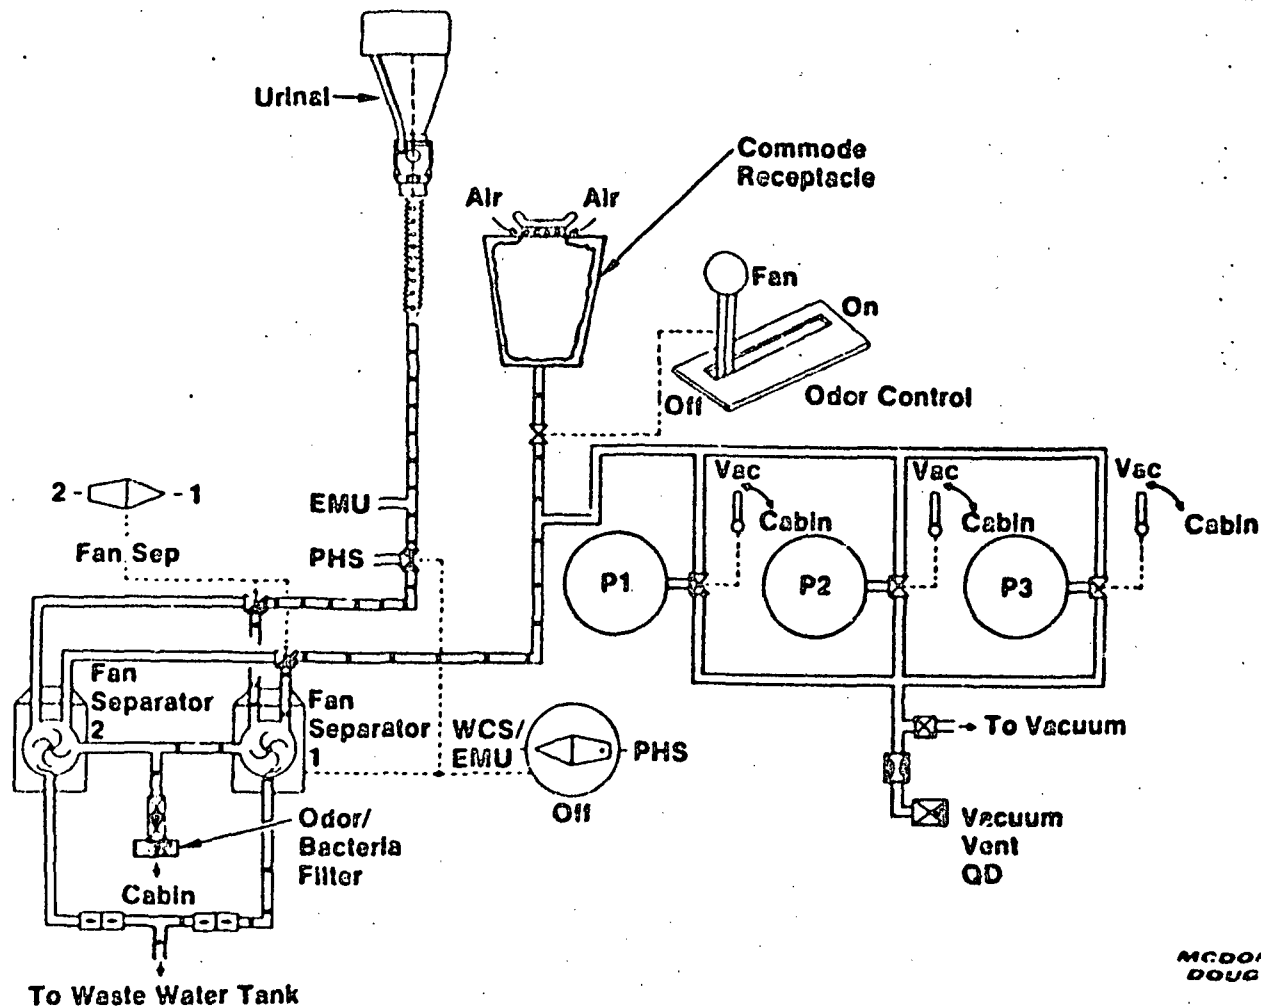 Urinal
Commode
Receptacle
Air
Air
Fan
On
Off
Odor Control
2 - - 1
Fan Sep
EMU
PHS
Vac
Cabin
Vac
Cabin
Vac
Cabin
P1
P2
P3
Fan
Separator
2
Fan
Separator
1
WCS/
EMU
PHS
Off
To Vacuum
Vacuum
Vent
QD
Odor/
Bacteria
Filter
Cabin
To Waste Water Tank